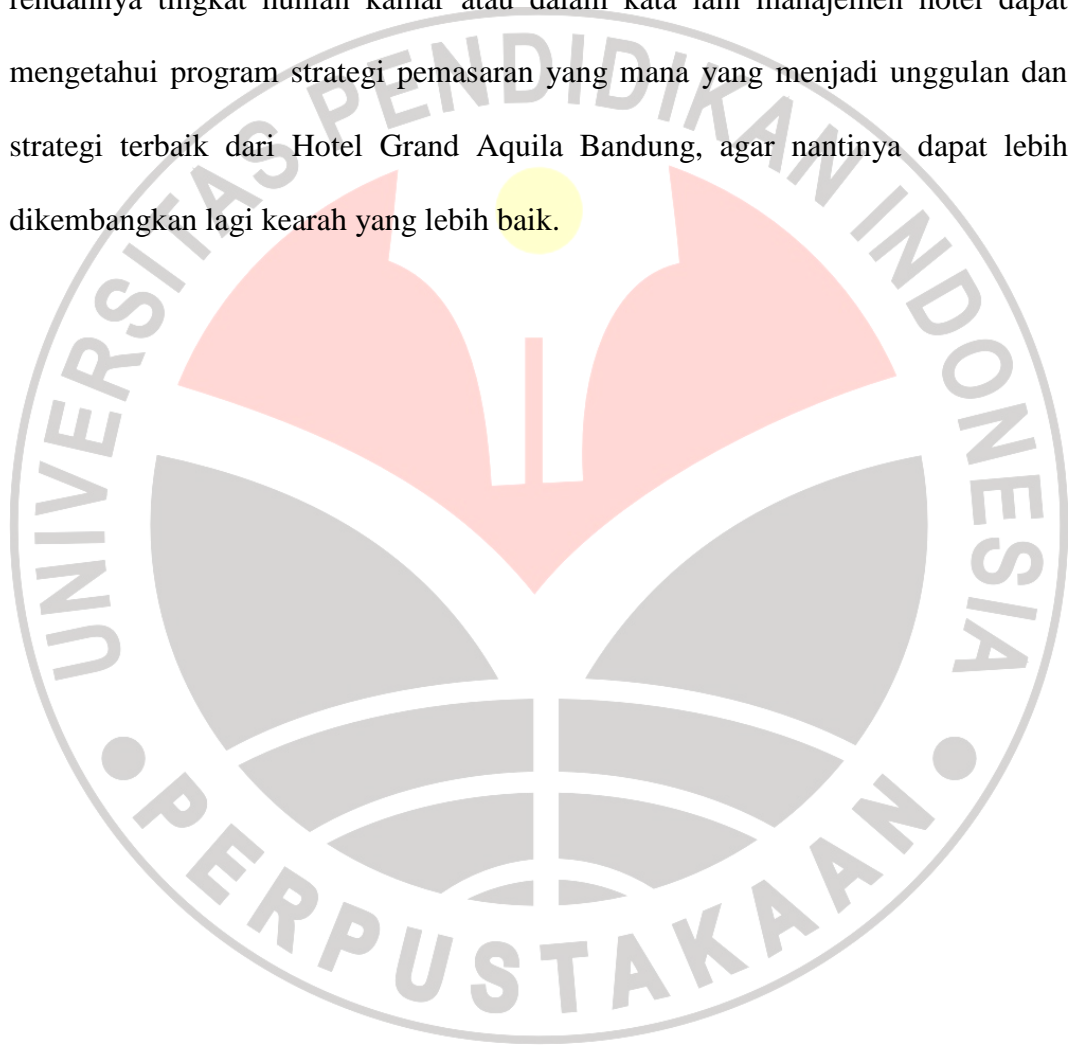 rendahnya tingkat hunian kamar atau dalam kata lain manajemen hotel dapat
mengetahui program strategi pemasaran yang mana yang menjadi unggulan dan
strategi terbaik dari Hotel Grand Aquila Bandung, agar nantinya dapat lebih
dikembangkan lagi kearah yang lebih baik.
UNIVERSITAS PENDIDIKAN INDONESIA
PERPUSTAKAAN